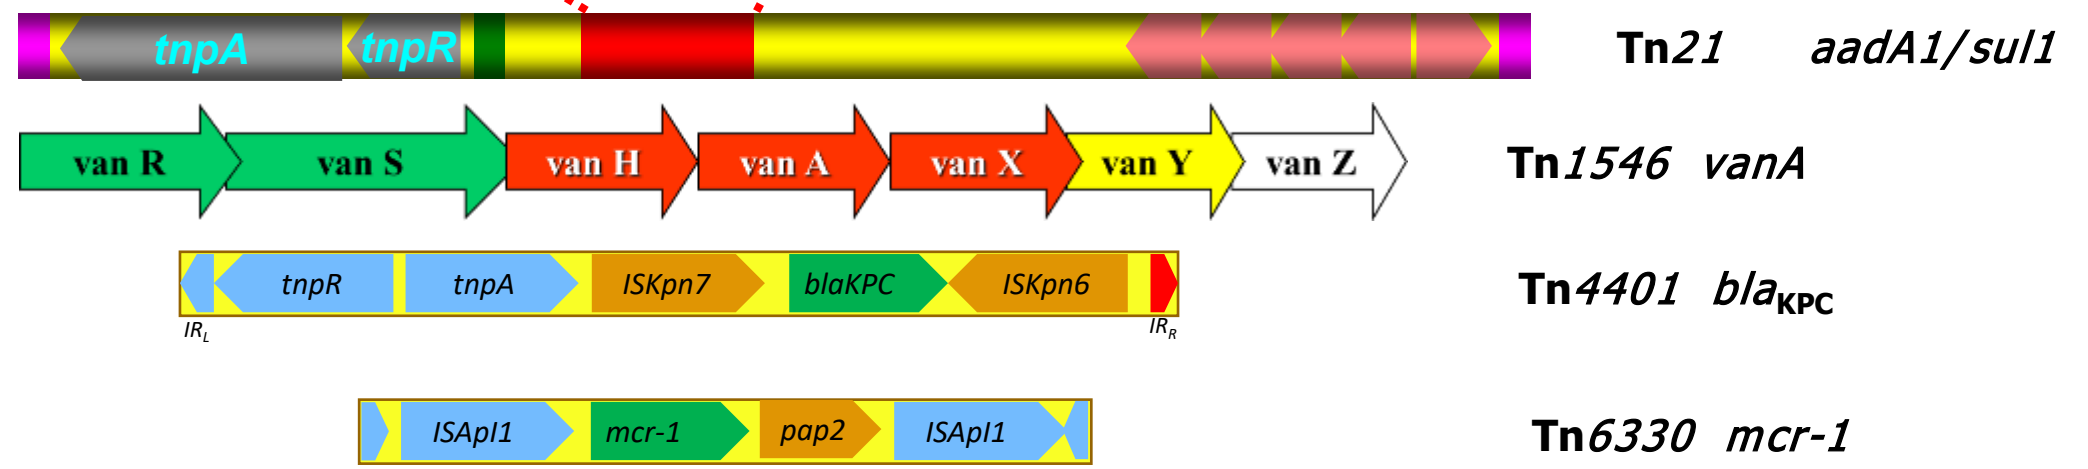 tnpA tnpR Tn21 aadA1/sul1
van R van S van H van A van X van Y van Z Tn1546 vanA
tnpR tnpA ISKpn7 blaKPC ISKpn6 Tn4401 blaKPC
IRL IRR
ISApl1 mcr-1 pap2 ISApl1 Tn6330 mcr-1